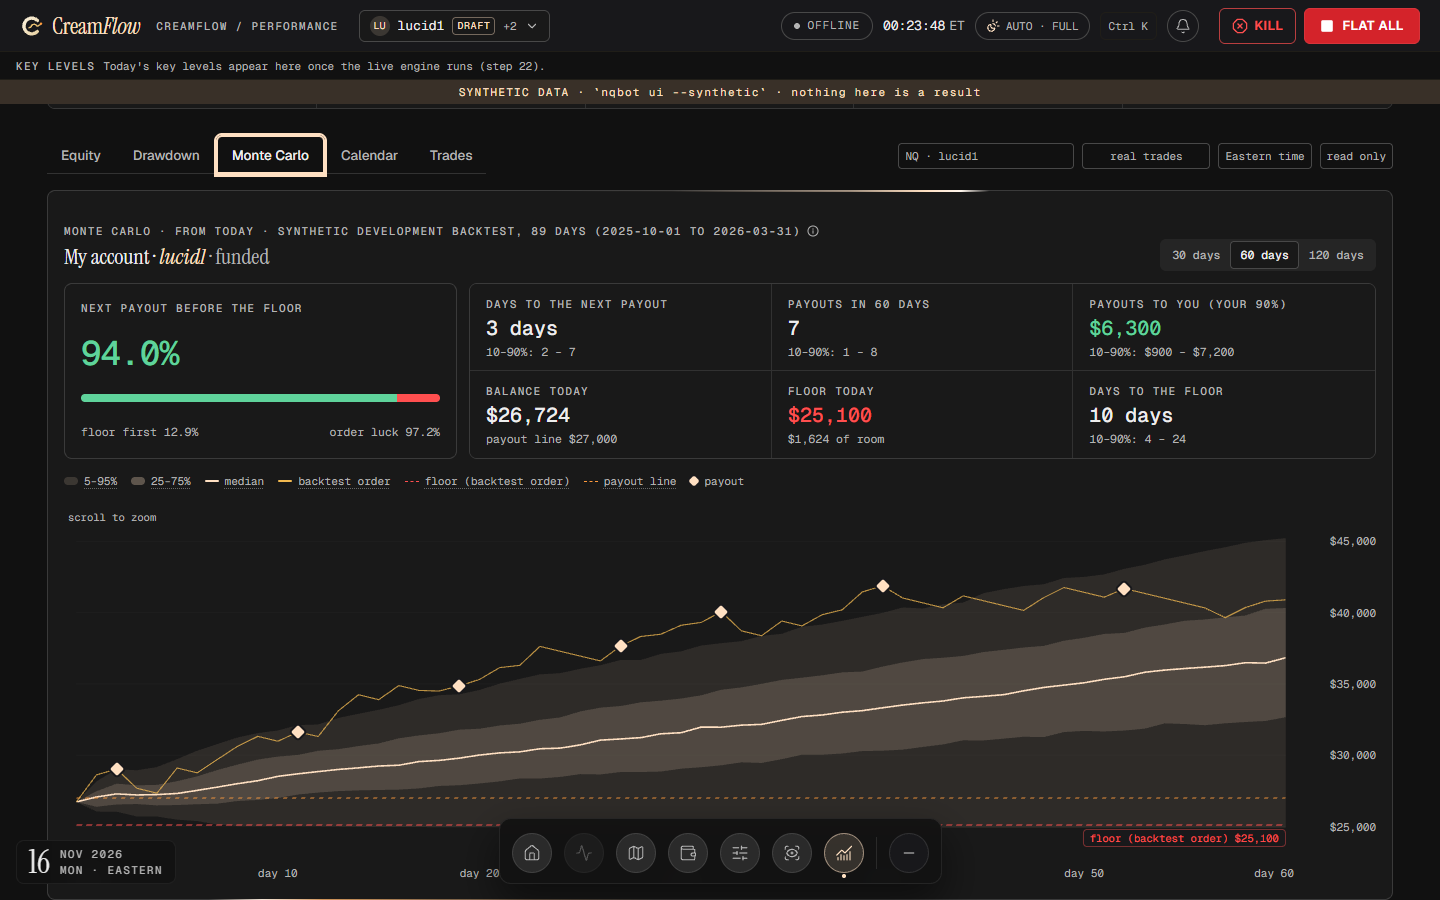 CreamFlow CREAMFLOW / PERFORMANCE LU lucid1 DRAFT +2 OFFLINE 00:23:48 ET AUTO · FULL Ctrl K KILL FLAT ALL
KEY LEVELS Today's key levels appear here once the live engine runs (step 22).
SYNTHETIC DATA · `nqbot ui --synthetic` · nothing here is a result
Equity Drawdown Monte Carlo Calendar Trades NQ · lucid1 real trades Eastern time read only
MONTE CARLO · FROM TODAY · SYNTHETIC DEVELOPMENT BACKTEST, 89 DAYS (2025-10-01 TO 2026-03-31)
My account · lucid1 · funded 30 days 60 days 120 days
NEXT PAYOUT BEFORE THE FLOOR
94.0%
floor first 12.9% order luck 97.2%
DAYS TO THE NEXT PAYOUT
3 days
10-90%: 2 - 7
PAYOUTS IN 60 DAYS
7
10-90%: 1 - 8
PAYOUTS TO YOU (YOUR 90%)
$6,300
10-90%: $900 - $7,200
BALANCE TODAY
$26,724
payout line $27,000
FLOOR TODAY
$25,100
$1,624 of room
DAYS TO THE FLOOR
10 days
10-90%: 4 - 24
5-95% 25-75% median backtest order floor (backtest order) payout line payout
scroll to zoom
$45,000
$40,000
$35,000
$30,000
$25,000
floor (backtest order) $25,100
day 10 day 20 day 50 day 60
16 NOV 2026
MON · EASTERN